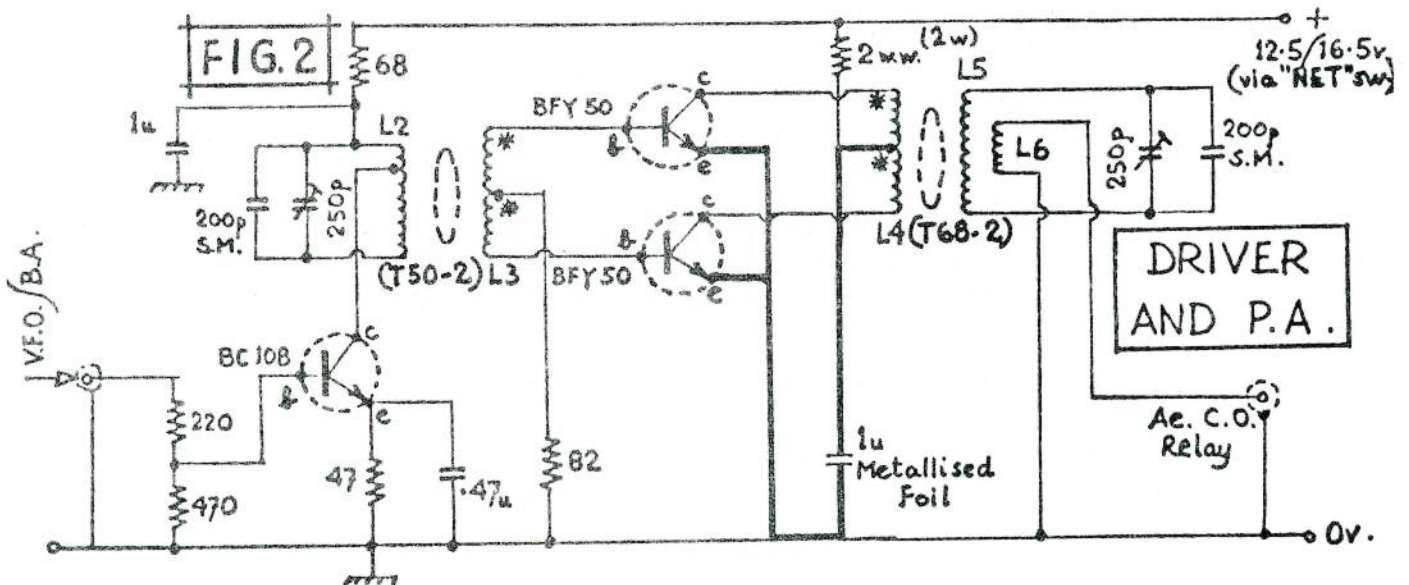 FIG.2
68
2 w.w. (2w)
+
12.5/16.5v
(via "NET" sw)
1u
L2
BFY 50
c
b
e
*
*
L5
L6
250p
200p
S.M.
200p
S.M.
250p
(T50-2) L3
BFY 50
c
b
e
*
*
L4 (T68-2)
DRIVER
AND P.A.
V.F.O./B.A.
BC108
c
b
e
220
470
47
.47u
82
1u
Metallised
Foil
Ae. C.O.
Relay
0v.